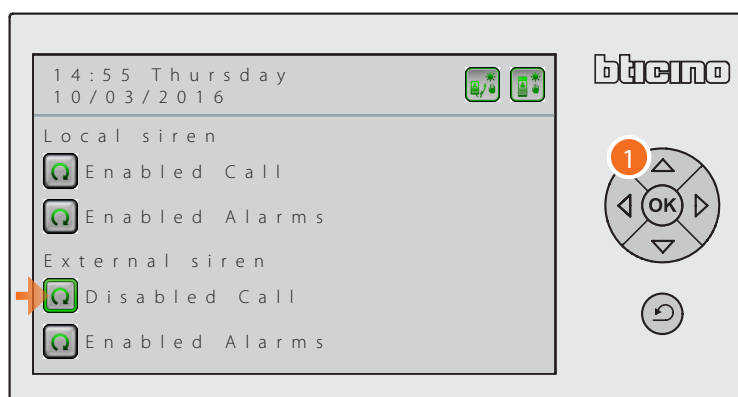 14:55 Thursday
10/03/2016
bticino
Local siren
1
Enabled Call
OK
Enabled Alarms
External siren
Disabled Call
Enabled Alarms